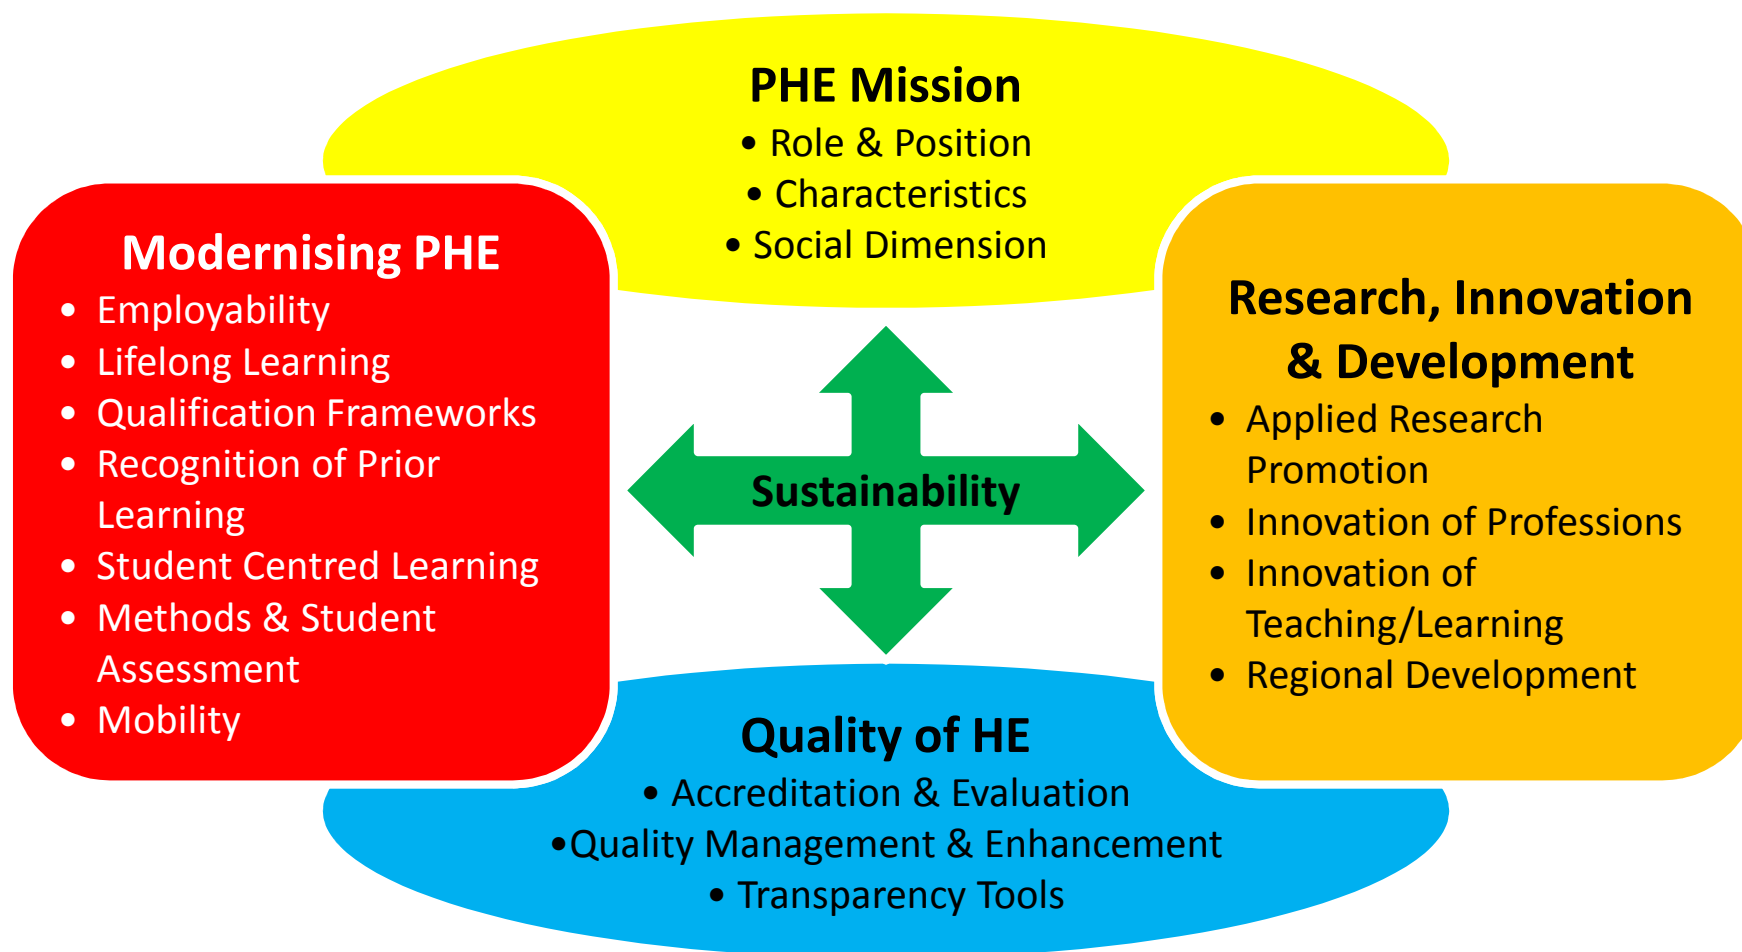 PHE Mission
• Role & Position
• Characteristics
• Social Dimension
Modernising PHE
• Employability
• Lifelong Learning
• Qualification Frameworks
• Recognition of Prior
Learning
• Student Centred Learning
• Methods & Student
Assessment
• Mobility
Sustainability
Research, Innovation
& Development
• Applied Research
Promotion
• Innovation of Professions
• Innovation of
Teaching/Learning
• Regional Development
Quality of HE
• Accreditation & Evaluation
•Quality Management & Enhancement
• Transparency Tools